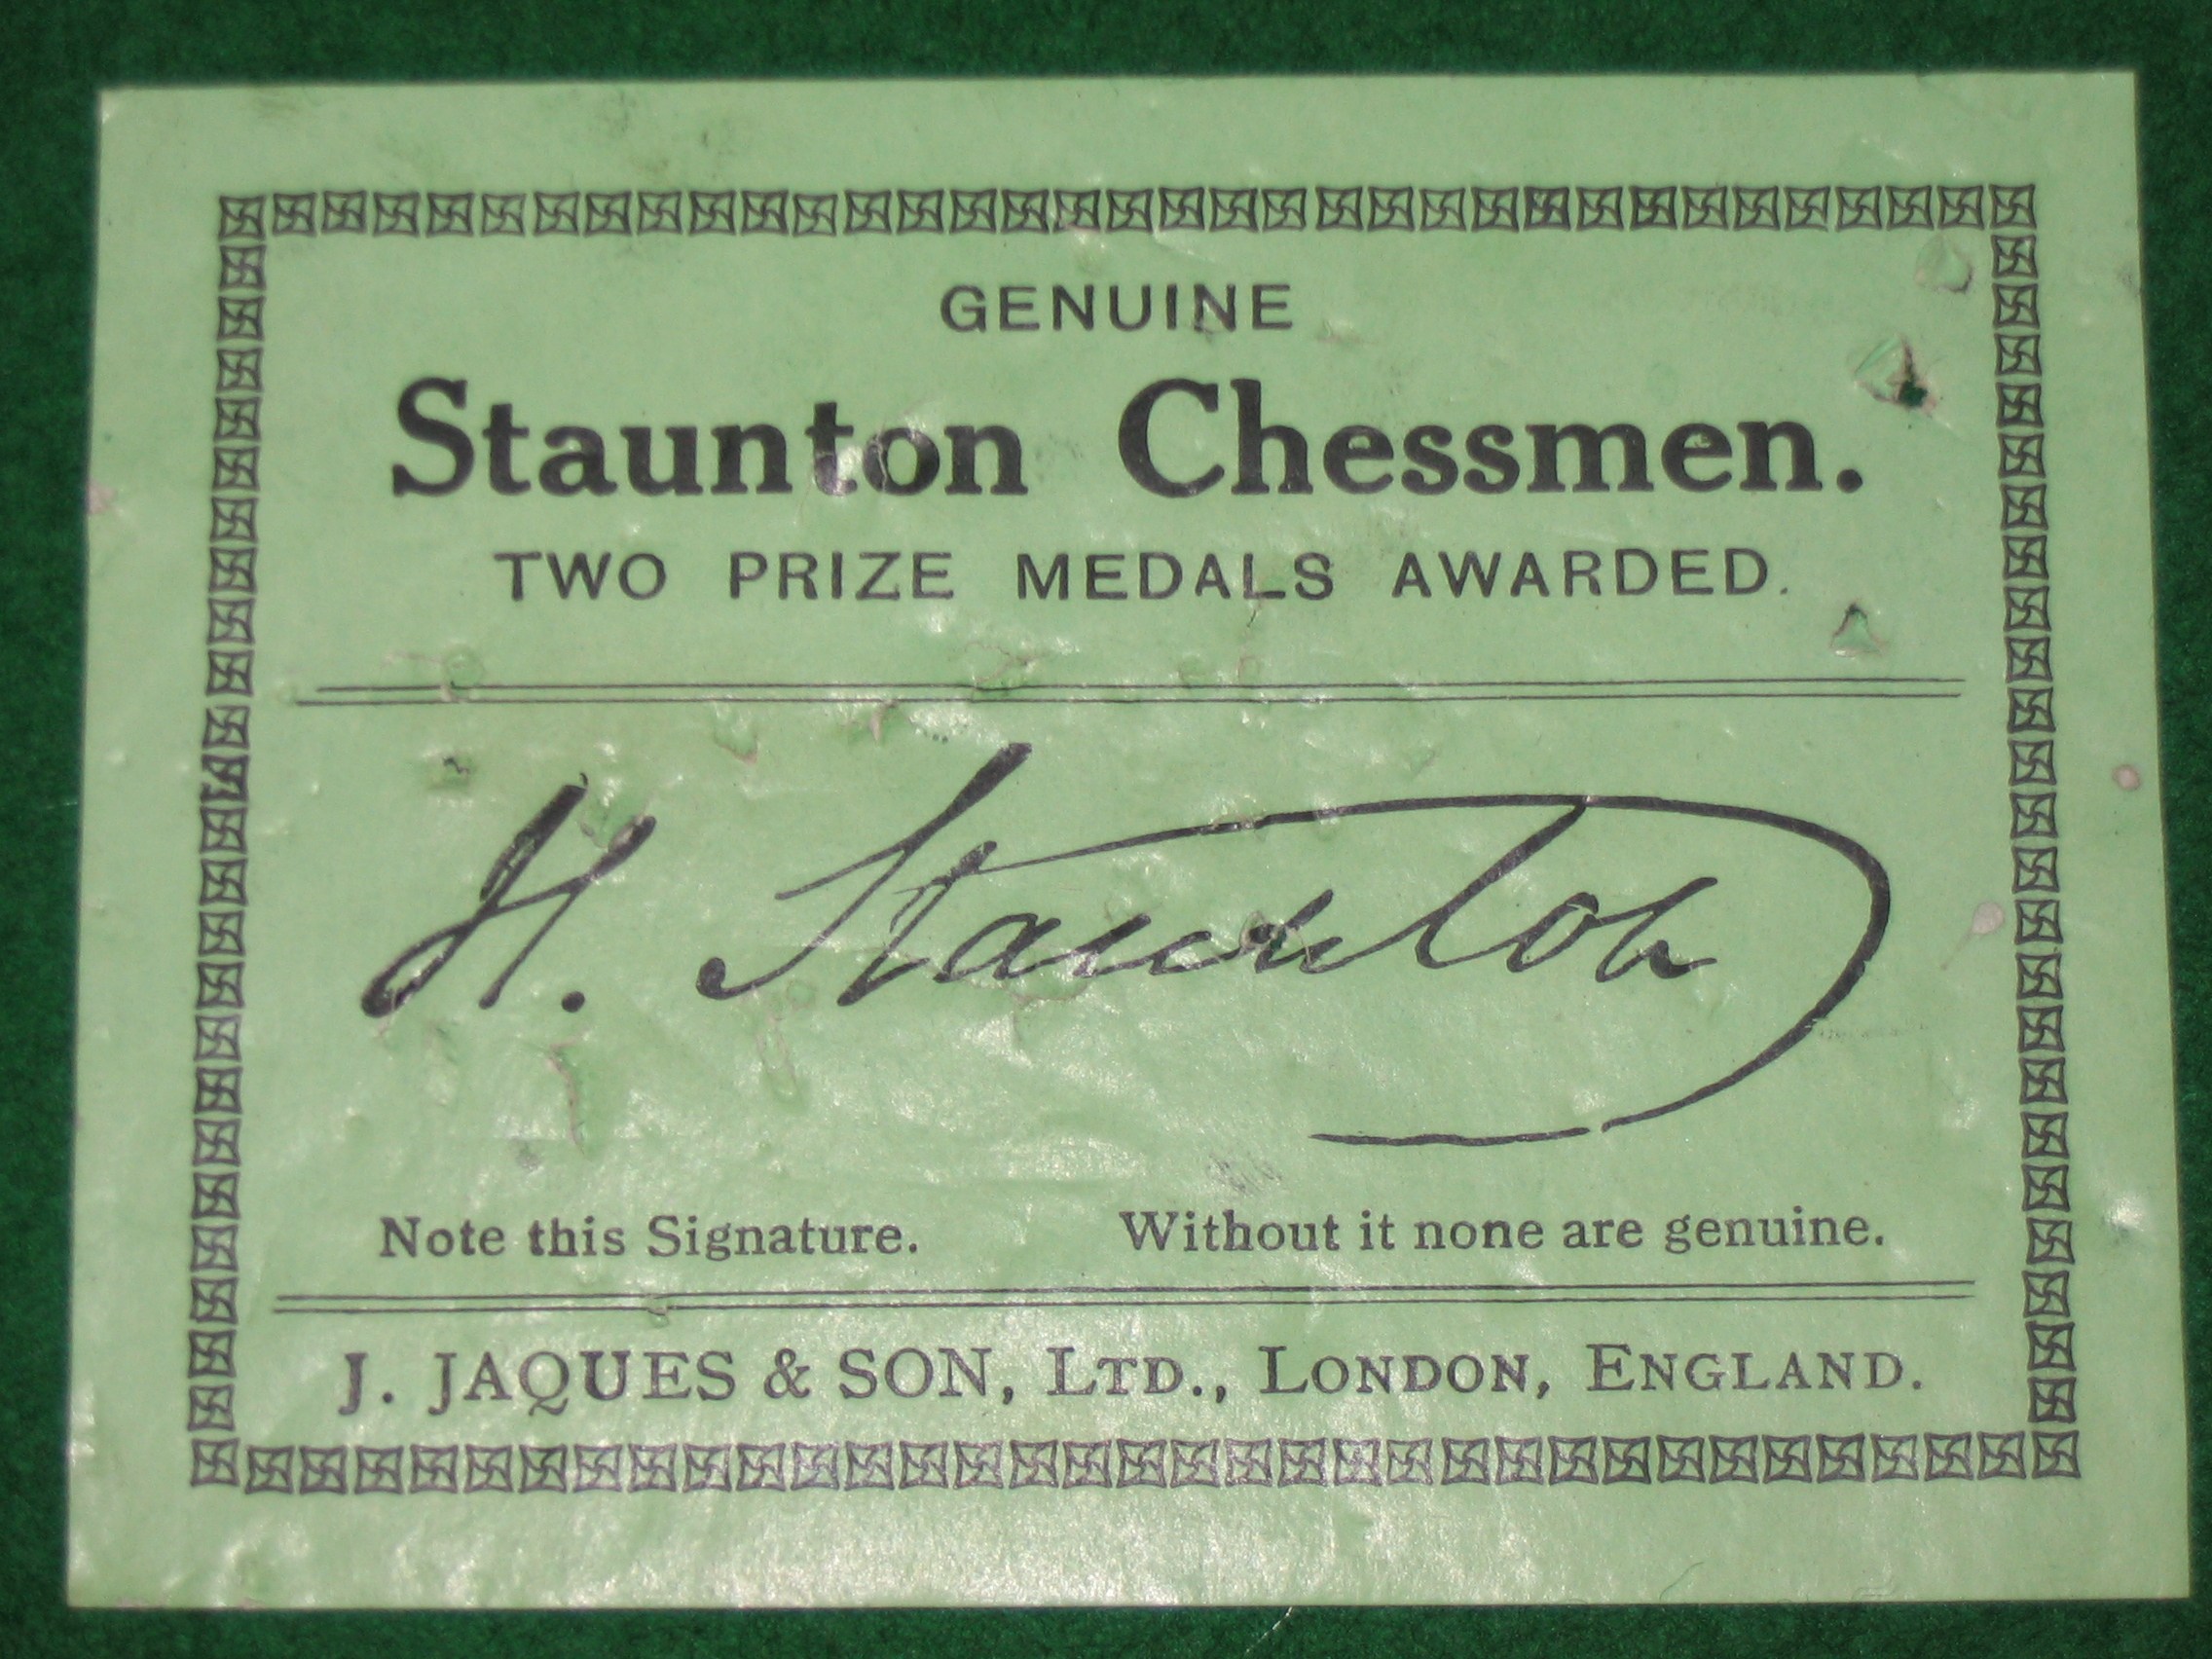 GENUINE
Staunton Chessmen.
TWO PRIZE MEDALS AWARDED.
H. Staunton
Note this Signature. Without it none are genuine.
J. JAQUES & SON, LTD., LONDON, ENGLAND.